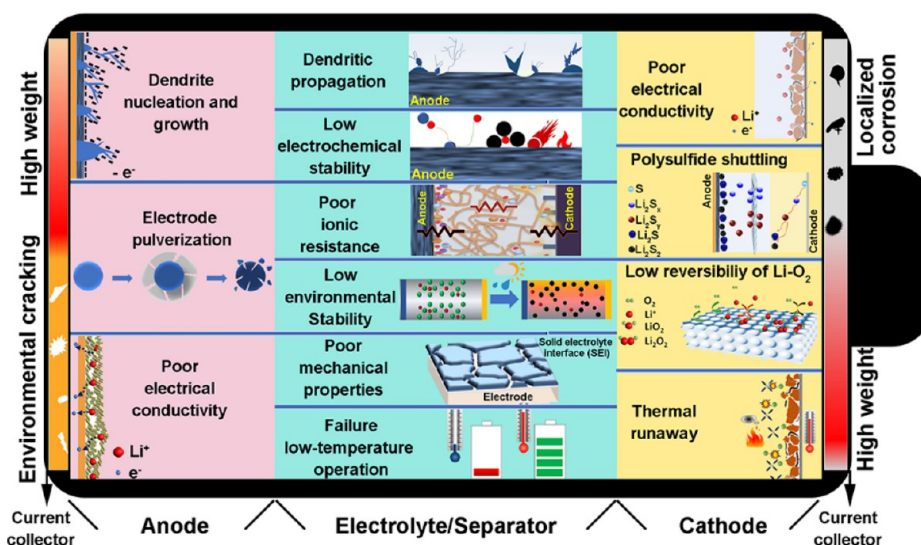 High weight
Environmental cracking
Dendrite
nucleation and
growth
- e⁻
Electrode
pulverization
Poor
electrical
conductivity
Li⁺
e⁻
Dendritic
propagation
Anode
Low
electrochemical
stability
Anode
Poor
ionic
resistance
Anode
Cathode
Low
environmental
Stability
Poor
mechanical
properties
Solid electrolyte
interface (SEI)
Electrode
Failure
low-temperature
operation
Poor
electrical
conductivity
Li⁺
e⁻
Polysulfide shuttling
S
Li₂Sₓ
Li₂S₄
Li₂S
Li₂S₂
Anode
Cathode
Low reversibiliy of Li-O₂
O₂
Li⁺
LiO₂
Li₂O₂
Thermal
runaway
Localized
corrosion
High weight
Current
collector
Anode
Electrolyte/Separator
Cathode
Current
collector